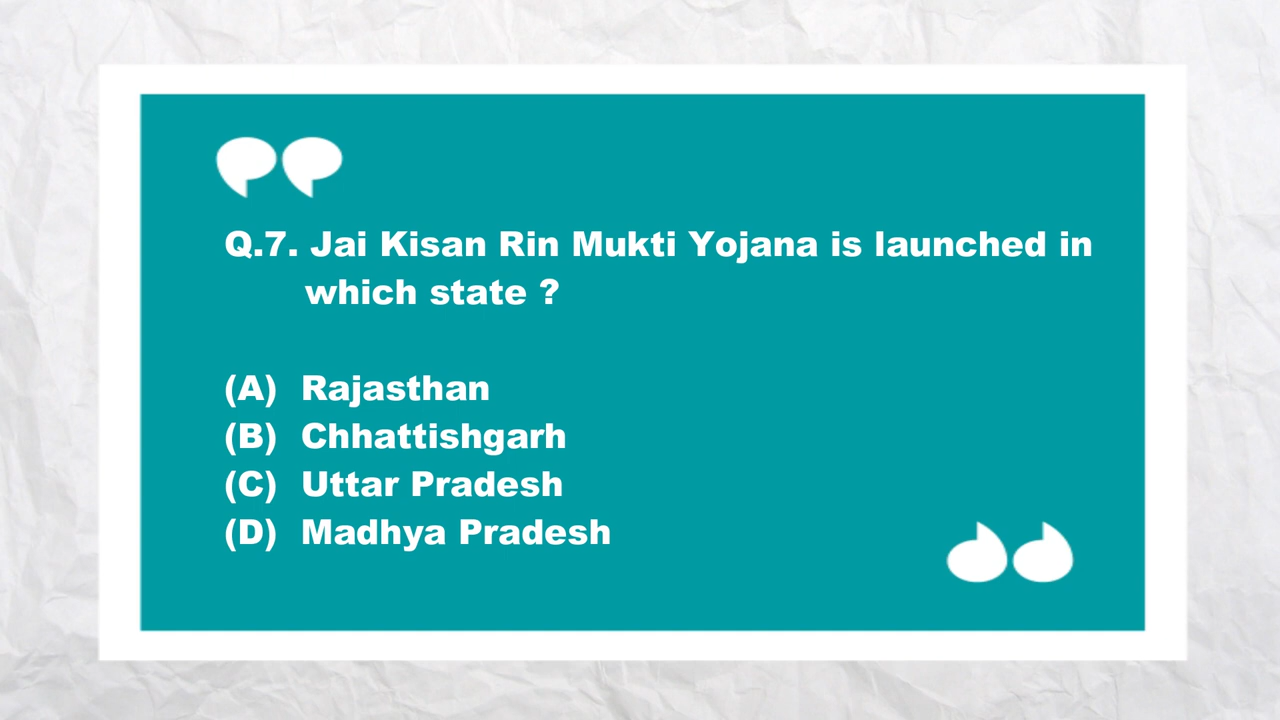 Q.7. Jai Kisan Rin Mukti Yojana is launched in
which state ?
(A) Rajasthan
(B) Chhattishgarh
(C) Uttar Pradesh
(D) Madhya Pradesh